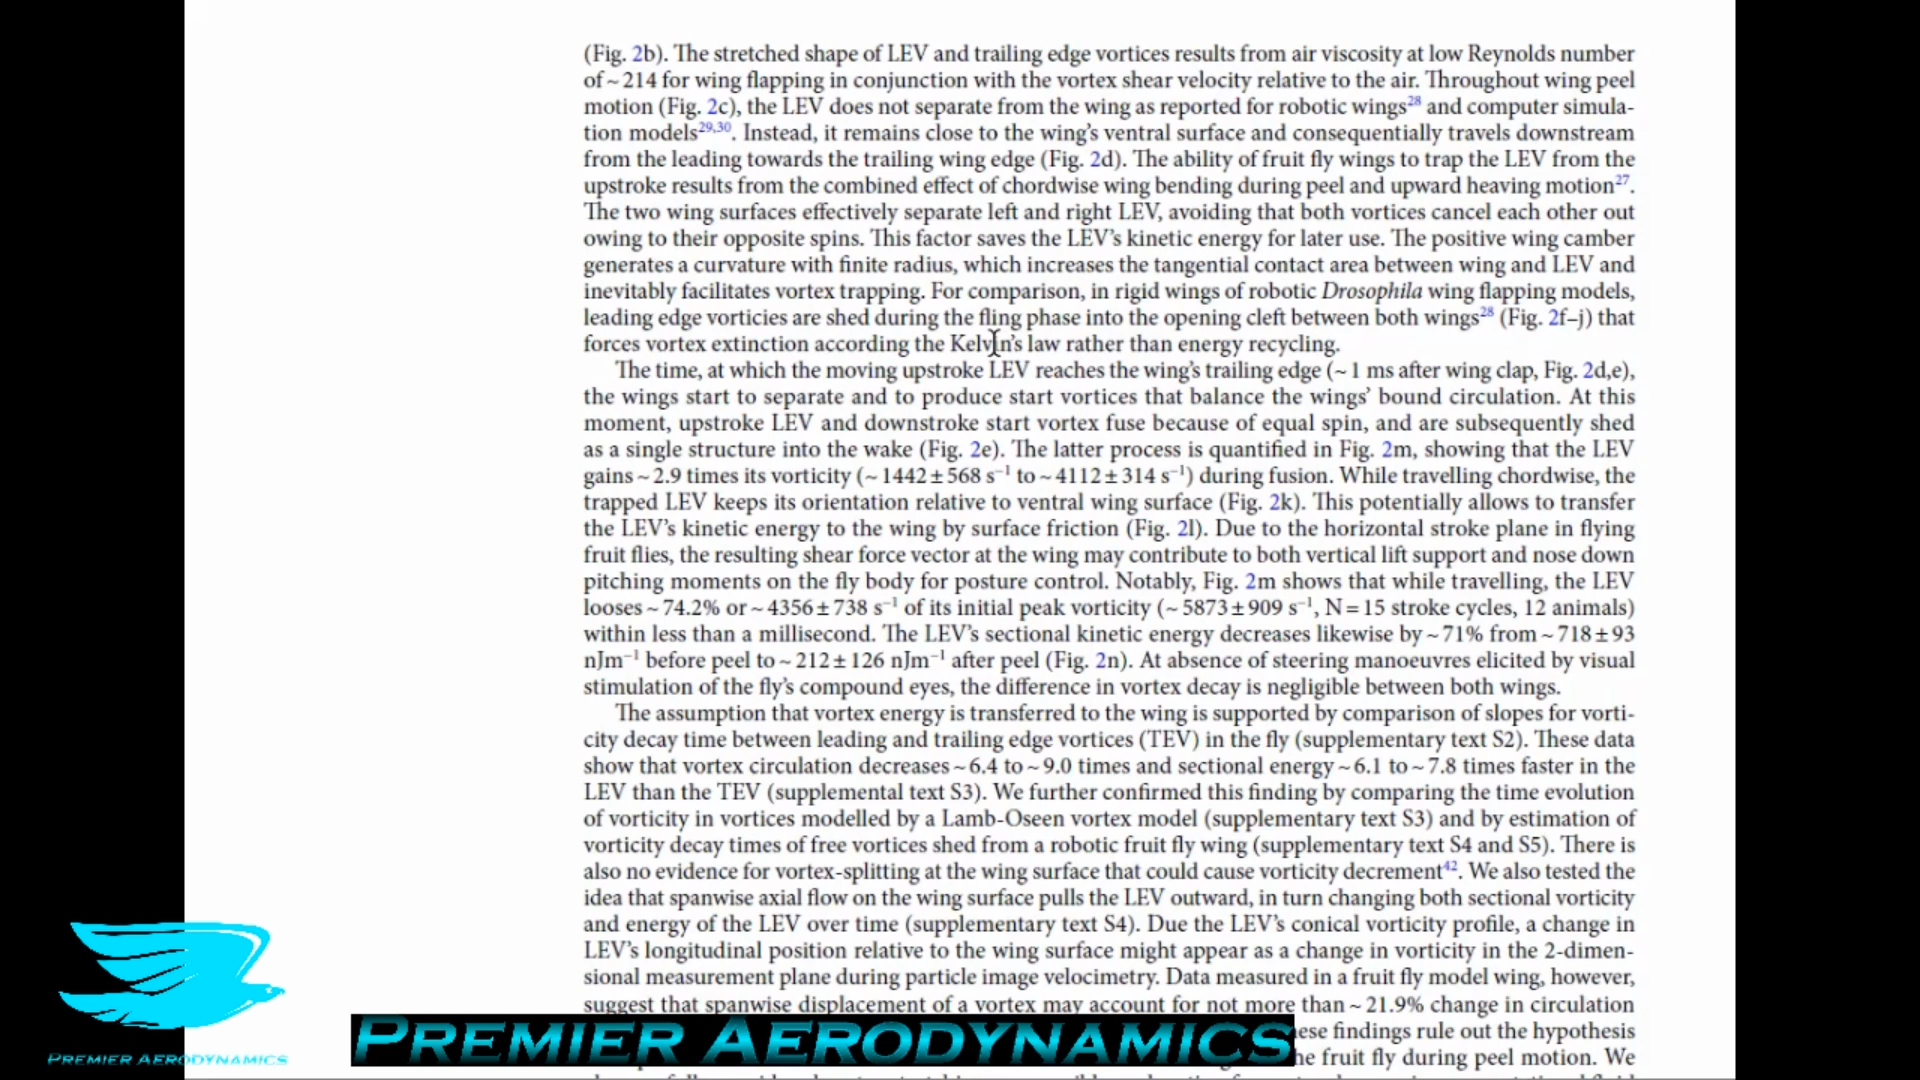 (Fig. 2b). The stretched shape of LEV and trailing edge vortices results from air viscosity at low Reynolds number
of ~ 214 for wing flapping in conjunction with the vortex shear velocity relative to the air. Throughout wing peel
motion (Fig. 2c), the LEV does not separate from the wing as reported for robotic wings28 and computer simula-
tion models29,30. Instead, it remains close to the wing's ventral surface and consequentially travels downstream
from the leading towards the trailing wing edge (Fig. 2d). The ability of fruit fly wings to trap the LEV from the
upstroke results from the combined effect of chordwise wing bending during peel and upward heaving motion27.
The two wing surfaces effectively separate left and right LEV, avoiding that both vortices cancel each other out
owing to their opposite spins. This factor saves the LEV's kinetic energy for later use. The positive wing camber
generates a curvature with finite radius, which increases the tangential contact area between wing and LEV and
inevitably facilitates vortex trapping. For comparison, in rigid wings of robotic Drosophila wing flapping models,
leading edge vorticies are shed during the fling phase into the opening cleft between both wings28 (Fig. 2f–j) that
forces vortex extinction according the Kelvin's law rather than energy recycling.
The time, at which the moving upstroke LEV reaches the wing's trailing edge (~ 1 ms after wing clap, Fig. 2d,e),
the wings start to separate and to produce start vortices that balance the wings' bound circulation. At this
moment, upstroke LEV and downstroke start vortex fuse because of equal spin, and are subsequently shed
as a single structure into the wake (Fig. 2e). The latter process is quantified in Fig. 2m, showing that the LEV
gains ~ 2.9 times its vorticity (~ 1442 ± 568 s−1 to ~ 4112 ± 314 s−1) during fusion. While travelling chordwise, the
trapped LEV keeps its orientation relative to ventral wing surface (Fig. 2k). This potentially allows to transfer
the LEV's kinetic energy to the wing by surface friction (Fig. 2l). Due to the horizontal stroke plane in flying
fruit flies, the resulting shear force vector at the wing may contribute to both vertical lift support and nose down
pitching moments on the fly body for posture control. Notably, Fig. 2m shows that while travelling, the LEV
looses ~ 74.2% or ~ 4356 ± 738 s−1 of its initial peak vorticity (~ 5873 ± 909 s−1, N = 15 stroke cycles, 12 animals)
within less than a millisecond. The LEV's sectional kinetic energy decreases likewise by ~ 71% from ~ 718 ± 93
nJm−1 before peel to ~ 212 ± 126 nJm−1 after peel (Fig. 2n). At absence of steering manoeuvres elicited by visual
stimulation of the fly's compound eyes, the difference in vortex decay is negligible between both wings.
The assumption that vortex energy is transferred to the wing is supported by comparison of slopes for vorti-
city decay time between leading and trailing edge vortices (TEV) in the fly (supplementary text S2). These data
show that vortex circulation decreases ~ 6.4 to ~ 9.0 times and sectional energy ~ 6.1 to ~ 7.8 times faster in the
LEV than the TEV (supplemental text S3). We further confirmed this finding by comparing the time evolution
of vorticity in vortices modelled by a Lamb-Oseen vortex model (supplementary text S3) and by estimation of
vorticity decay times of free vortices shed from a robotic fruit fly wing (supplementary text S4 and S5). There is
also no evidence for vortex-splitting at the wing surface that could cause vorticity decrement42. We also tested the
idea that spanwise axial flow on the wing surface pulls the LEV outward, in turn changing both sectional vorticity
and energy of the LEV over time (supplementary text S4). Due the LEV's conical vorticity profile, a change in
LEV's longitudinal position relative to the wing surface might appear as a change in vorticity in the 2-dimen-
sional measurement plane during particle image velocimetry. Data measured in a fruit fly model wing, however,
suggest that spanwise displacement of a vortex may account for not more than ~ 21.9% change in circulation
findings rule out the hypothesis
fruit fly during peel motion. We
PREMIER AERODYNAMICS
PREMIER AERODYNAMICS